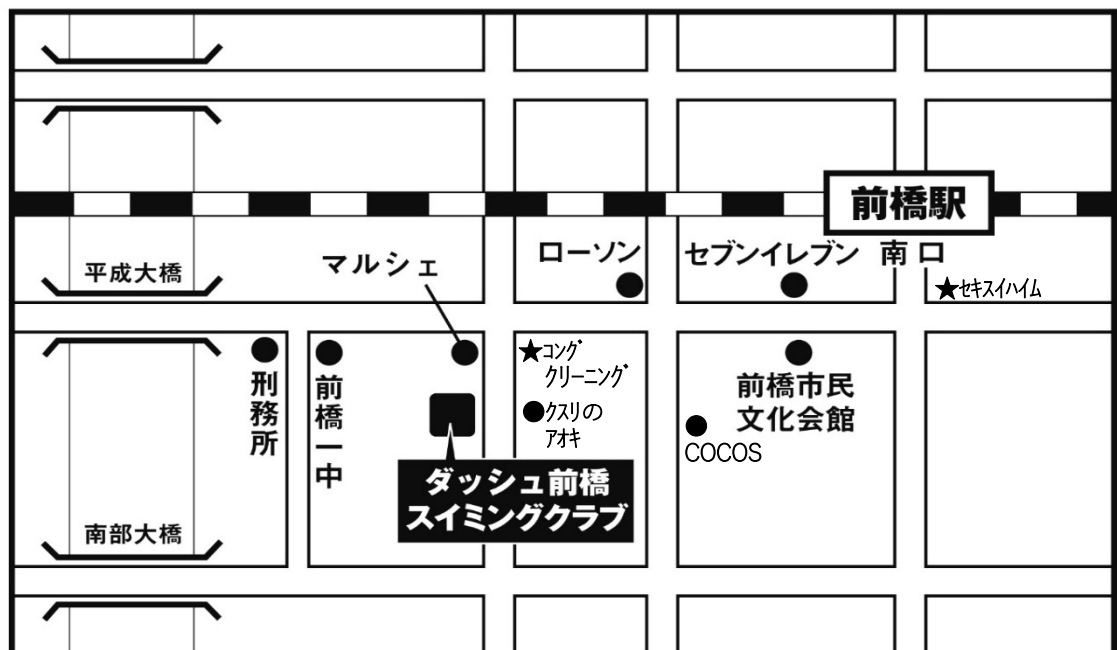 前橋駅
ローソン
セブンイレブン
南口
平成大橋
マルシェ
★セキスイハイム
刑務所
前橋一中
★コング
クリーニング
前橋市民
文化会館
クスリの
アオキ
COCOS
ダッシュ前橋
スイミングクラブ
南部大橋